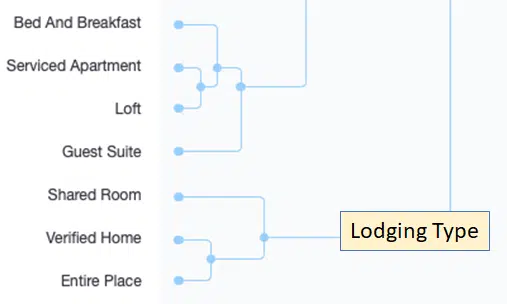 Bed And Breakfast
Serviced Apartment
Loft
Guest Suite
Shared Room
Verified Home
Entire Place
Lodging Type